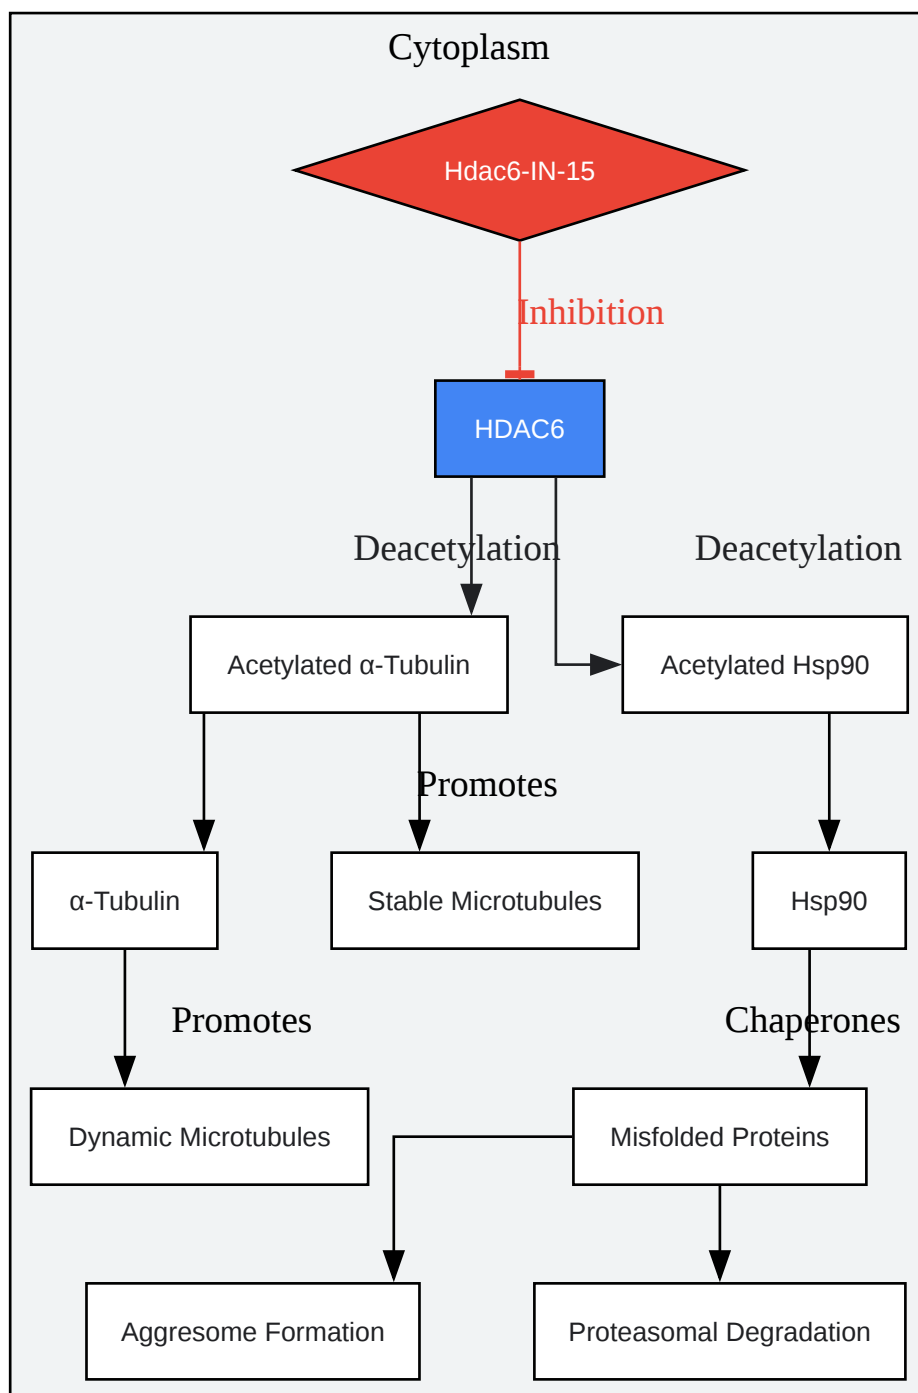 Cytoplasm
Hdac6-IN-15
Inhibition
HDAC6
Deacetylation
Deacetylation
Acetylated α-Tubulin
Acetylated Hsp90
Promotes
α-Tubulin
Stable Microtubules
Hsp90
Promotes
Chaperones
Dynamic Microtubules
Misfolded Proteins
Aggresome Formation
Proteasomal Degradation